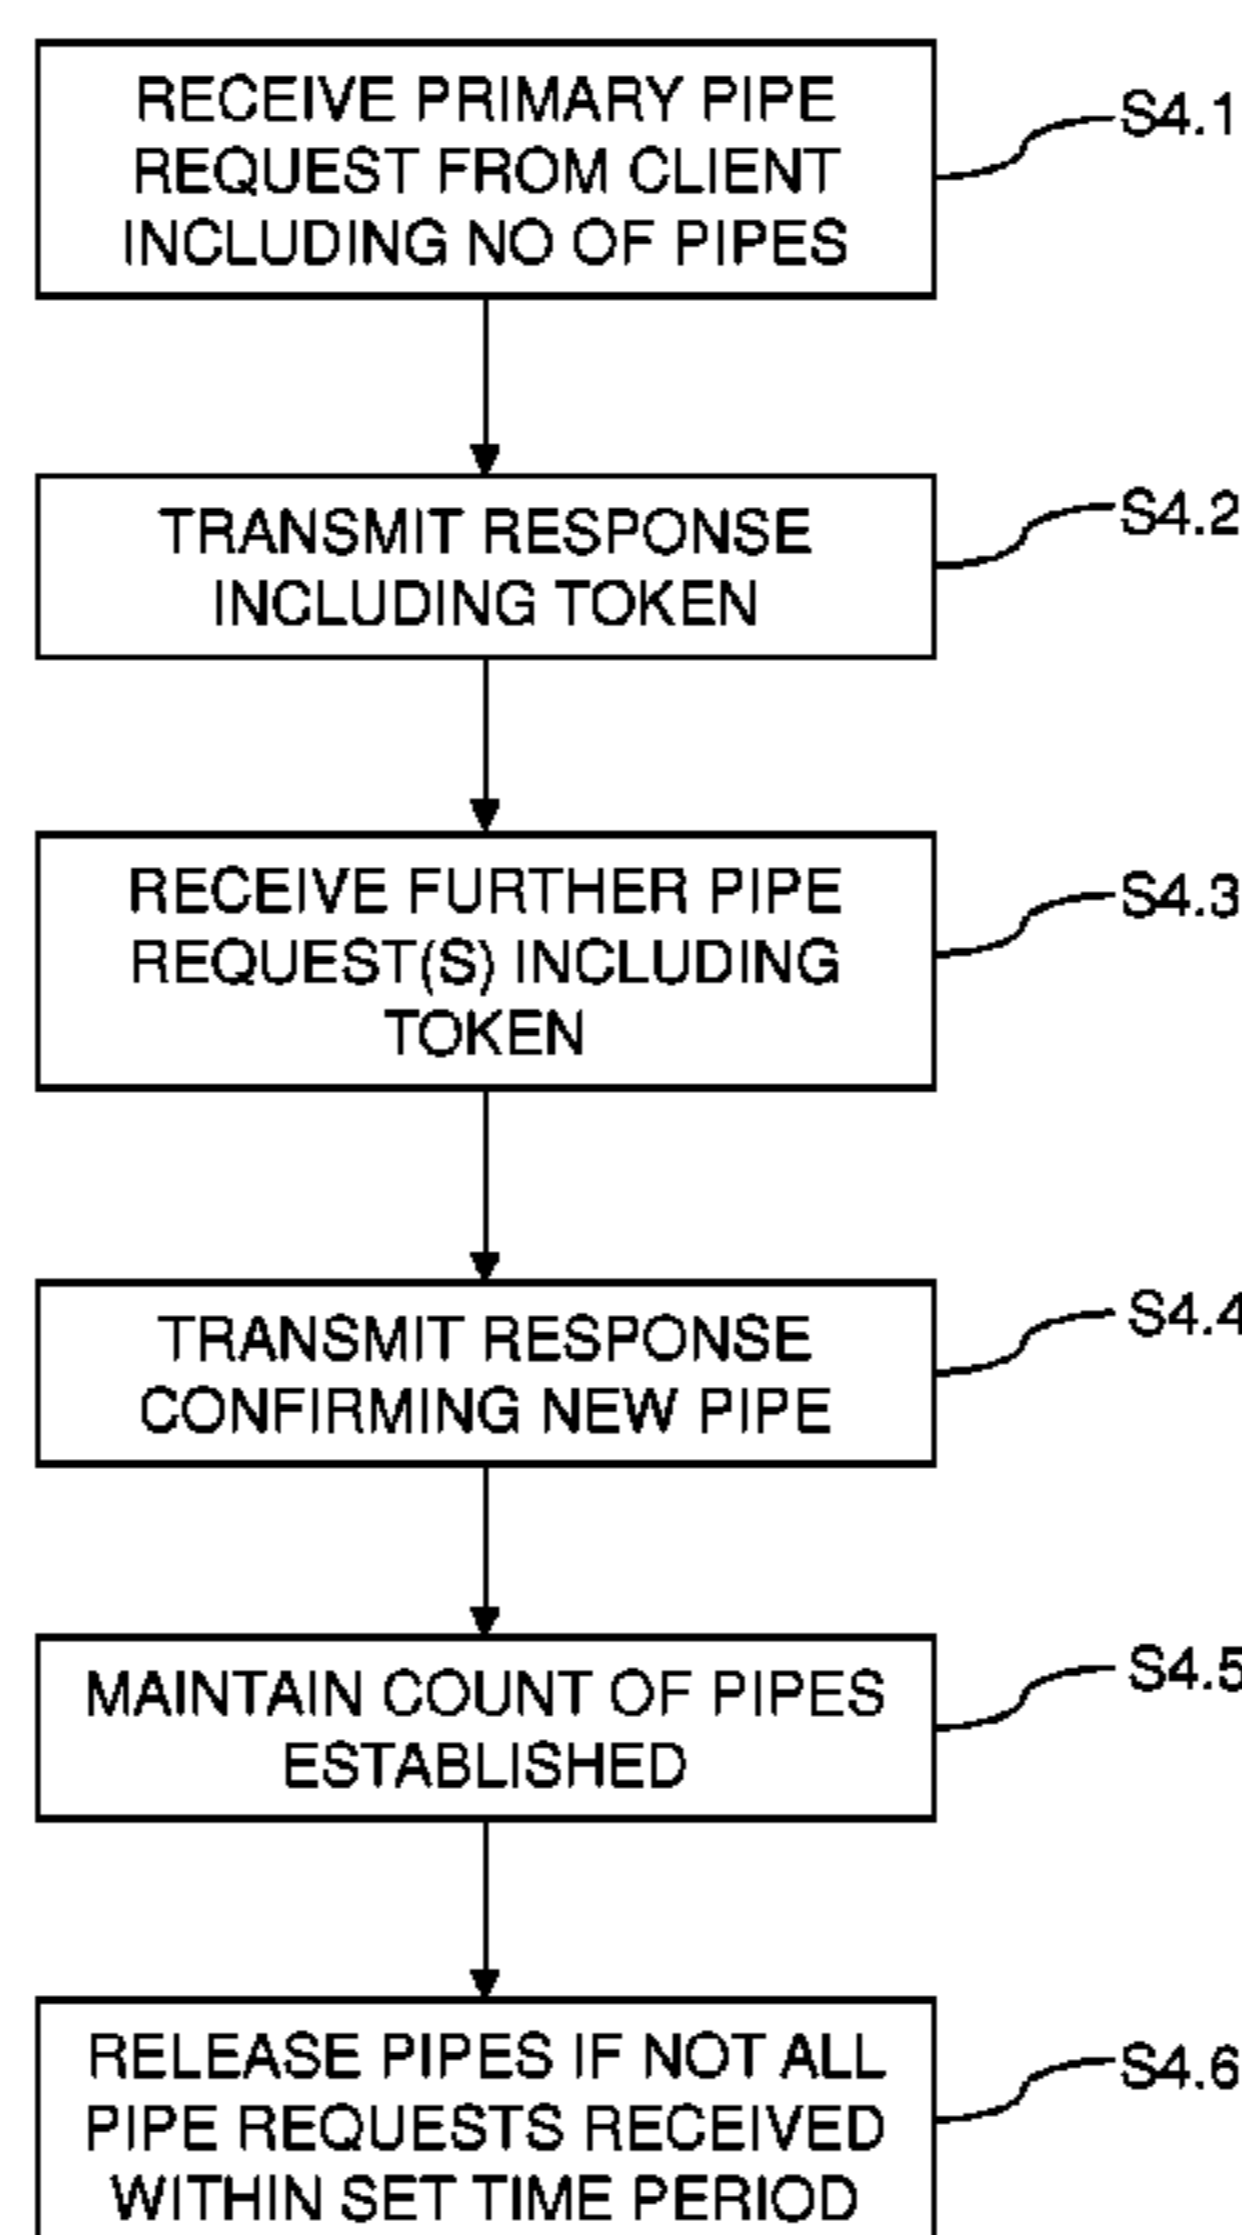 RECEIVE PRIMARY PIPE
REQUEST FROM CLIENT
INCLUDING NO OF PIPES
S4.1
TRANSMIT RESPONSE
INCLUDING TOKEN
S4.2
RECEIVE FURTHER PIPE
REQUEST(S) INCLUDING
TOKEN
S4.3
TRANSMIT RESPONSE
CONFIRMING NEW PIPE
S4.4
MAINTAIN COUNT OF PIPES
ESTABLISHED
S4.5
RELEASE PIPES IF NOT ALL
PIPE REQUESTS RECEIVED
WITHIN SET TIME PERIOD
S4.6